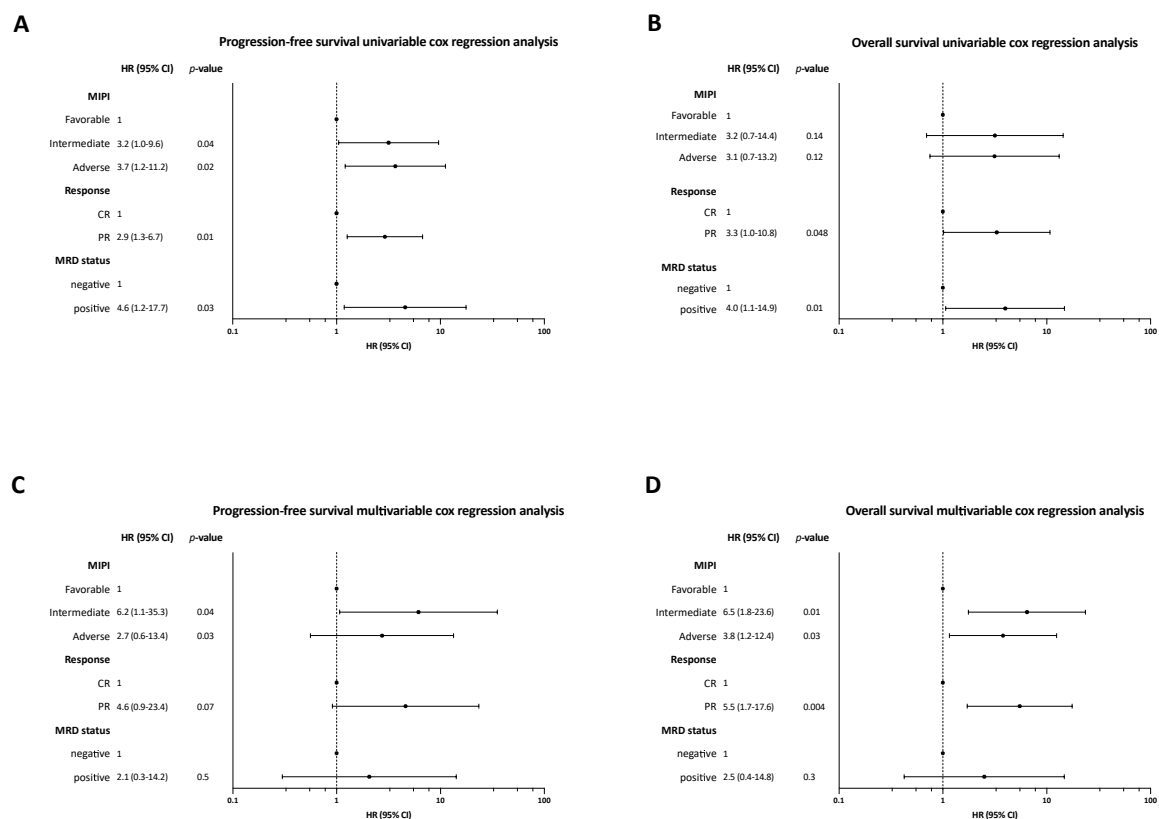 A
Progression-free survival univariable cox regression analysis
HR (95% CI) p-value
MIPI
Favorable 1
Intermediate 3.2 (1.0-9.6) 0.04
Adverse 3.7 (1.2-11.2) 0.02
Response
CR 1
PR 2.9 (1.3-6.7) 0.01
MRD status
negative 1
positive 4.6 (1.2-17.7) 0.03
0.1 1 10 100
HR (95% CI)
B
Overall survival univariable cox regression analysis
HR (95% CI) p-value
MIPI
Favorable 1
Intermediate 3.2 (0.7-14.4) 0.14
Adverse 3.1 (0.7-13.2) 0.12
Response
CR 1
PR 3.3 (1.0-10.8) 0.048
MRD status
negative 1
positive 4.0 (1.1-14.9) 0.01
0.1 1 10 100
HR (95% CI)
C
Progression-free survival multivariable cox regression analysis
HR (95% CI) p-value
MIPI
Favorable 1
Intermediate 6.2 (1.1-35.3) 0.04
Adverse 2.7 (0.6-13.4) 0.03
Response
CR 1
PR 4.6 (0.9-23.4) 0.07
MRD status
negative 1
positive 2.1 (0.3-14.2) 0.5
0.1 1 10 100
HR (95% CI)
D
Overall survival multivariable cox regression analysis
HR (95% CI) p-value
MIPI
Favorable 1
Intermediate 6.5 (1.8-23.6) 0.01
Adverse 3.8 (1.2-12.4) 0.03
Response
CR 1
PR 5.5 (1.7-17.6) 0.004
MRD status
negative 1
positive 2.5 (0.4-14.8) 0.3
0.1 1 10 100
HR (95% CI)